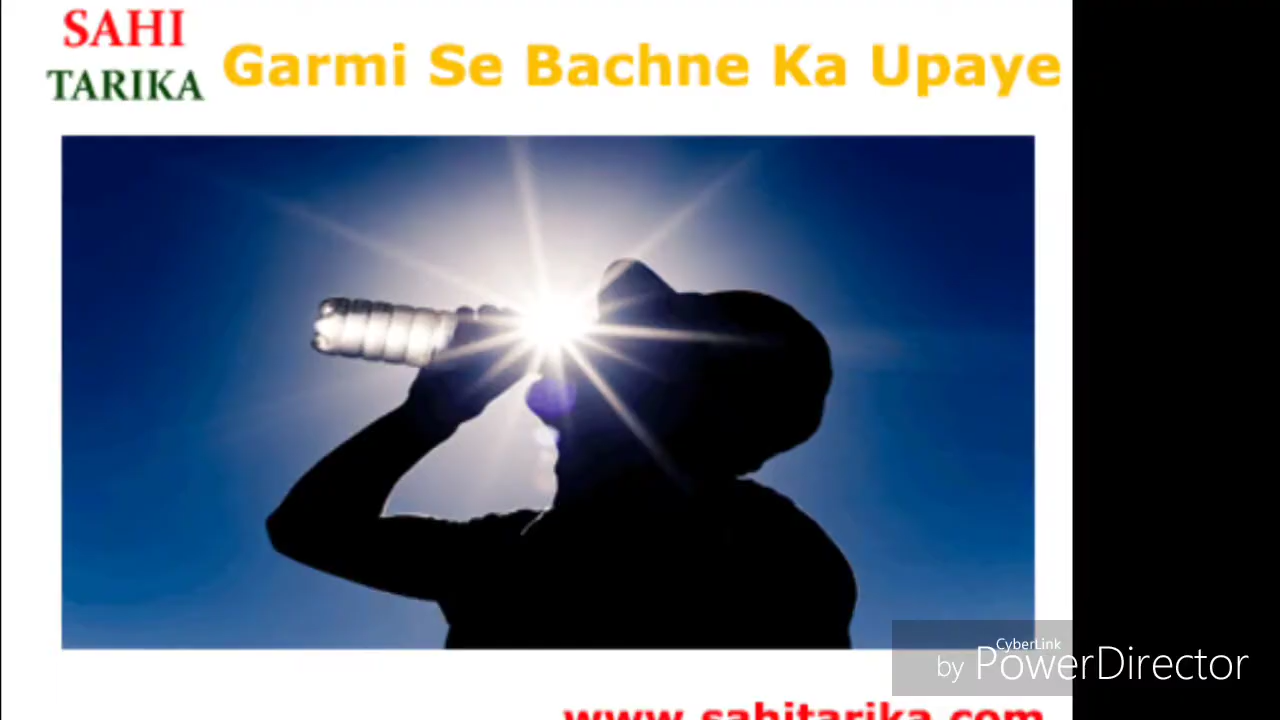 SAHI
TARIKA
Garmi Se Bachne Ka Upaye
CyberLink
by PowerDirector
www.sahitarika.com